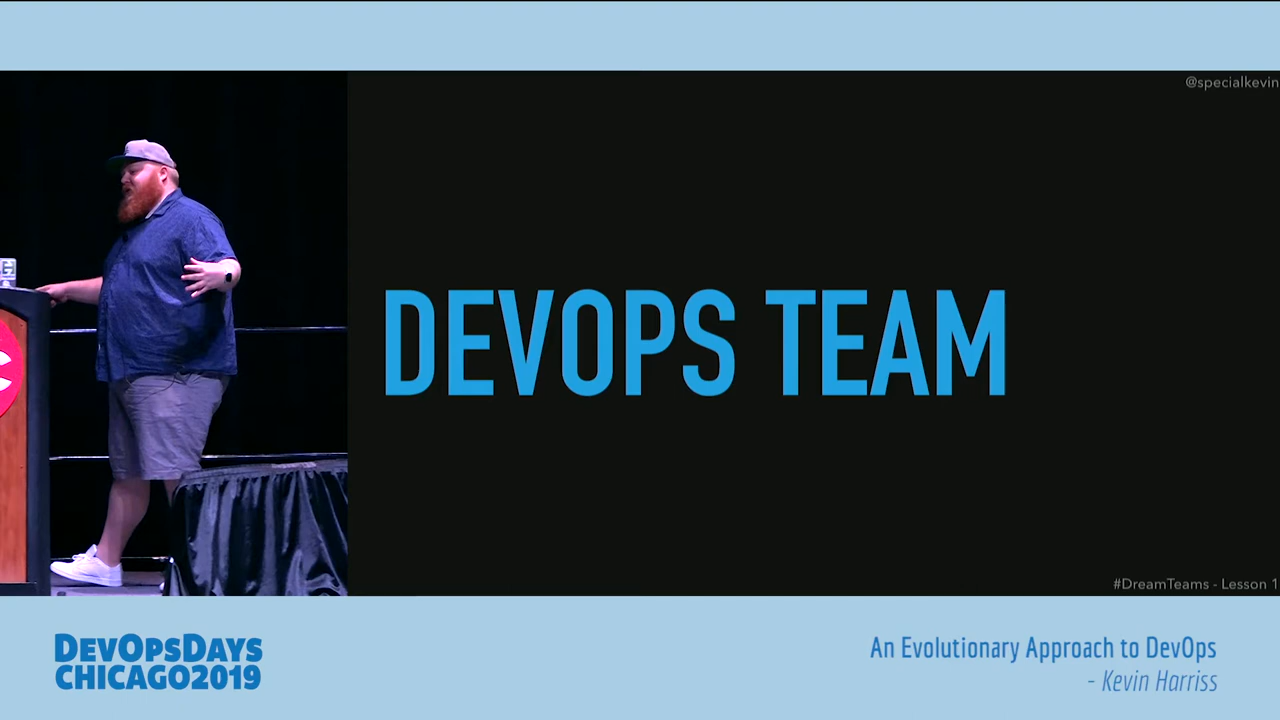 @specialkevin
DEVOPS TEAM
#DreamTeams - Lesson 1
DEVOPSDAYS
CHICAGO2019
An Evolutionary Approach to DevOps
- Kevin Harriss